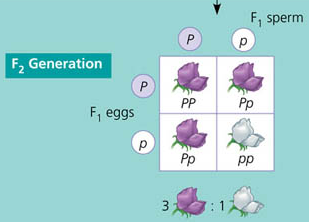 F1 sperm
P p
F2 Generation
P PP Pp
F1 eggs
p Pp pp
3 : 1